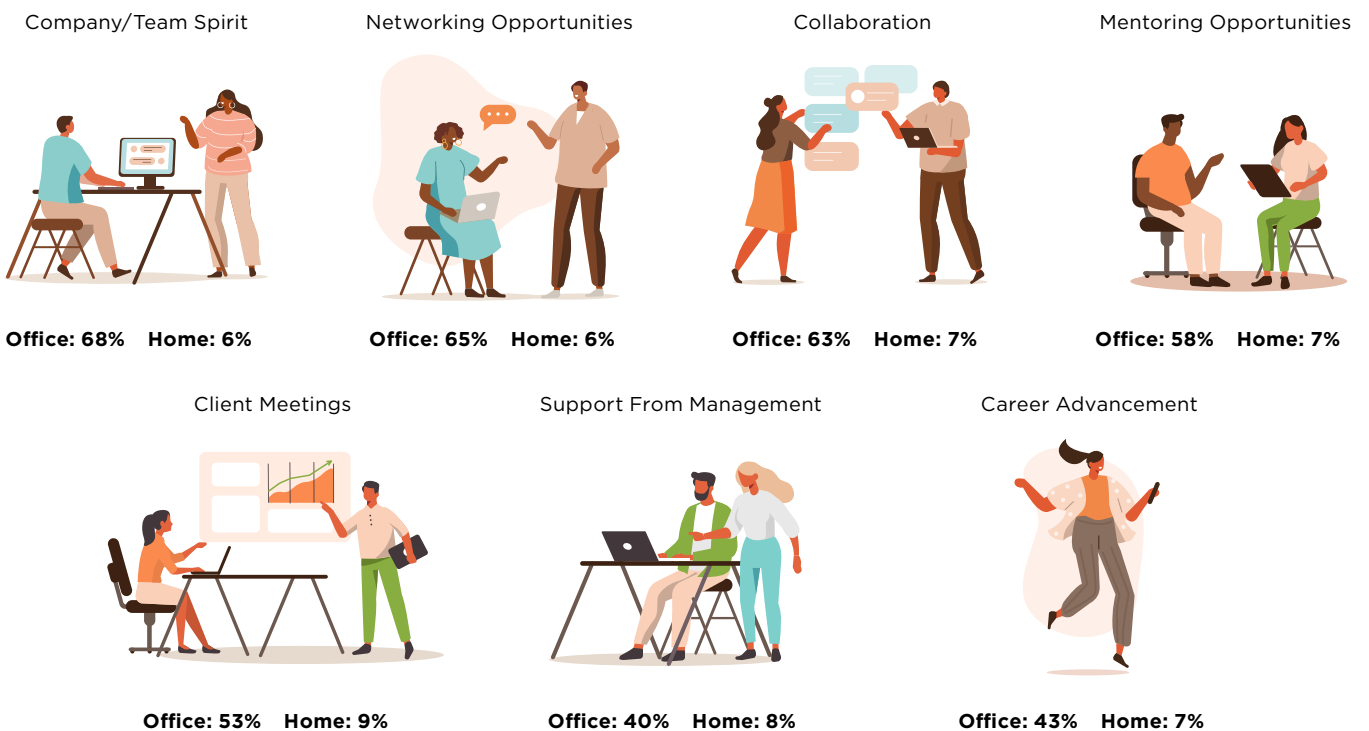 Company/Team Spirit
Networking Opportunities
Collaboration
Mentoring Opportunities
Office: 68% Home: 6%
Office: 65% Home: 6%
Office: 63% Home: 7%
Office: 58% Home: 7%
Client Meetings
Support From Management
Career Advancement
Office: 53% Home: 9%
Office: 40% Home: 8%
Office: 43% Home: 7%